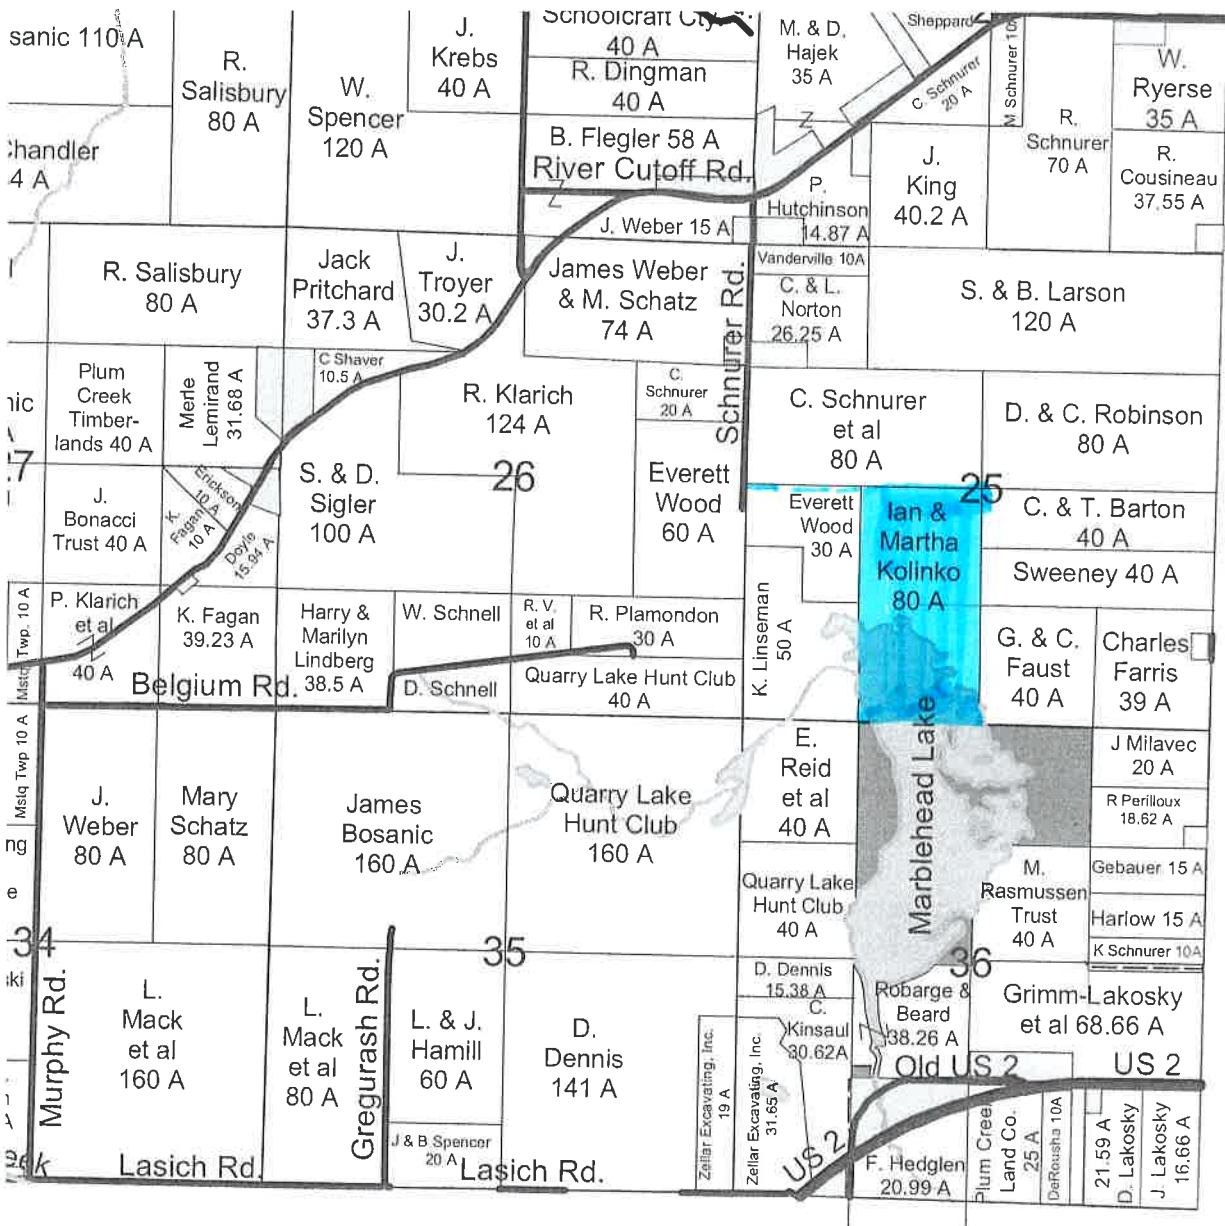 sanic 110 A
R.
Salisbury
80 A
W.
Spencer
120 A
J.
Krebs
40 A
Schoolcraft
40 A
R. Dingman
40 A
B. Flegler 58 A
River Cutoff Rd.
M. & D.
Hajek
35 A
Sheppard
C. Schnurer
20 A
M Schnurer 10
R.
Schnurer
70 A
W.
Ryerse
35 A
R.
Cousineau
37.55 A
Chandler
4 A
Z
Z
J.
King
40.2 A
P.
Hutchinson
14.87 A
J. Weber 15 A
R. Salisbury
80 A
Jack
Pritchard
37.3 A
J.
Troyer
30.2 A
James Weber
& M. Schatz
74 A
Schnurer Rd.
Vanderville 10A
C. & L.
Norton
26.25 A
S. & B. Larson
120 A
Plum
Creek
Timber-
lands 40 A
Merle
Lemirand
31.68 A
C Shaver
10.5 A
R. Klarich
124 A
C.
Schnurer
20 A
C. Schnurer
et al
80 A
D. & C. Robinson
80 A
nic
A
27
J.
Bonacci
Trust 40 A
Erickson
10 A
K.
Fagan
10 A
Doyle
15.94 A
S. & D.
Sigler
100 A
26
Everett
Wood
60 A
Everett
Wood
30 A
Ian &
Martha
Kolinko
80 A
25
C. & T. Barton
40 A
Sweeney 40 A
Mstq Twp. 10 A
P. Klarich
et al
40 A
K. Fagan
39.23 A
Harry &
Marilyn
Lindberg
38.5 A
W. Schnell
R. V.
et al
10 A
R. Plamondon
30 A
K. Linseman
50 A
G. & C.
Faust
40 A
Charles
Farris
39 A
Belgium Rd.
D. Schnell
Quarry Lake Hunt Club
40 A
Mstq Twp 10 A
J.
Weber
80 A
Mary
Schatz
80 A
James
Bosanic
160 A
Quarry Lake
Hunt Club
160 A
E.
Reid
et al
40 A
Marblehead Lake
J Milavec
20 A
R Perilloux
18.62 A
ng
e
Quarry Lake
Hunt Club
40 A
M.
Rasmussen
Trust
40 A
Gebauer 15 A
Harlow 15 A
K Schnurer 10A
34
35
36
ski
Murphy Rd.
L.
Mack
et al
160 A
L.
Mack
et al
80 A
Gregurash Rd.
L. & J.
Hamill
60 A
D.
Dennis
141 A
D. Dennis
15.38 A
C.
Kinsaul
30.62A
Robarge &
Beard
38.26 A
Grimm-Lakosky
et al 68.66 A
Zellar Excavating, Inc.
19 A
Zellar Excavating, Inc.
31.65 A
Old US 2
US 2
J & B Spencer
20 A
US 2
F. Hedglen
20.99 A
Plum Creek
Land Co.
25 A
DeRousha 10A
21.59 A
D. Lakosky
J. Lakosky
16.66 A
Lasich Rd.
Lasich Rd.